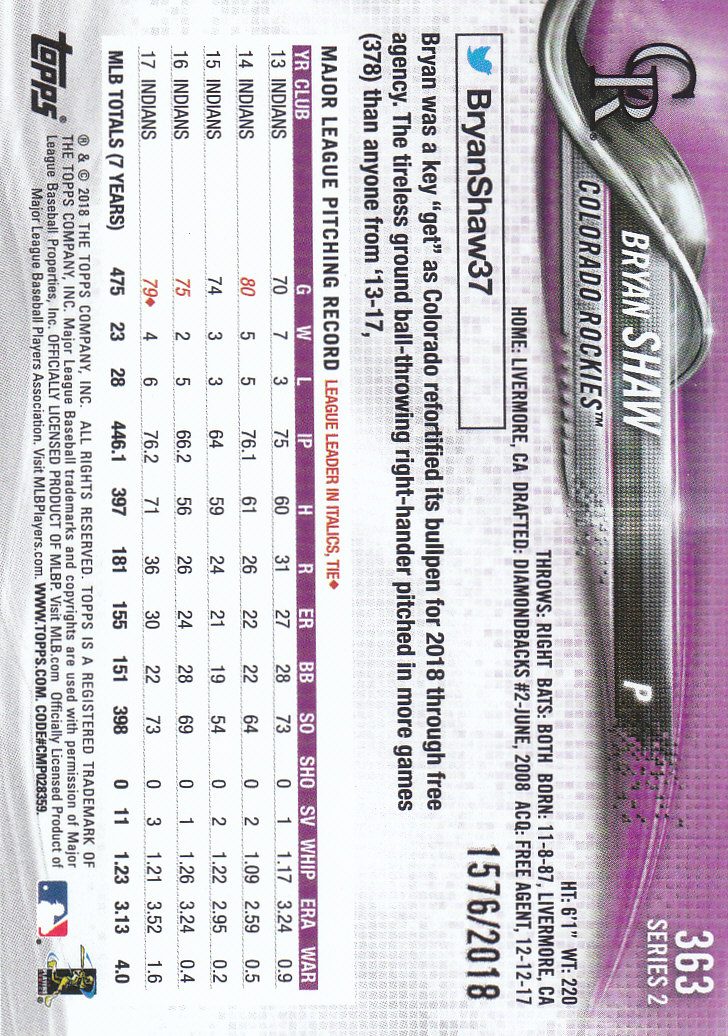 363
SERIES 2
CR®
BRYAN SHAW P
COLORADO ROCKIES™
HT: 6'1" WT: 220
THROWS: RIGHT BATS: BOTH BORN: 11-8-87, LIVERMORE, CA
HOME: LIVERMORE, CA DRAFTED: DIAMONDBACKS #2-JUNE, 2008 ACQ: FREE AGENT, 12-12-17
BryanShaw37
1576/2018
Bryan was a key "get" as Colorado refortified its bullpen for 2018 through free
agency. The tireless ground ball-throwing right-hander pitched in more games
(378) than anyone from '13-17,
MAJOR LEAGUE PITCHING RECORD LEAGUE LEADER IN ITALICS, TIE◆
YR CLUB G W L IP H R ER BB SO SHO SV WHIP ERA WAR
13 INDIANS 70 7 3 75 60 31 27 28 73 0 1 1.17 3.24 0.9
14 INDIANS 80 5 5 76.1 61 26 22 22 64 0 2 1.09 2.59 0.5
15 INDIANS 74 3 3 64 59 24 21 19 54 0 2 1.22 2.95 0.2
16 INDIANS 75 2 5 66.2 56 26 24 28 69 0 1 1.26 3.24 0.4
17 INDIANS 79◆ 4 6 76.2 71 36 30 22 73 0 3 1.21 3.52 1.6
MLB TOTALS (7 YEARS) 475 23 28 446.1 397 181 155 151 398 0 11 1.23 3.13 4.0
topps®
® & © 2018 THE TOPPS COMPANY, INC. ALL RIGHTS RESERVED. TOPPS IS A REGISTERED TRADEMARK OF
THE TOPPS COMPANY, INC. Major League Baseball trademarks and copyrights are used with permission of Major
League Baseball Properties, Inc. OFFICIALLY LICENSED PRODUCT OF MLBP. Visit MLB.com Officially Licensed Product of
Major League Baseball Players Association. Visit MLBPlayers.com. WWW.TOPPS.COM. CODE#CMP028359.